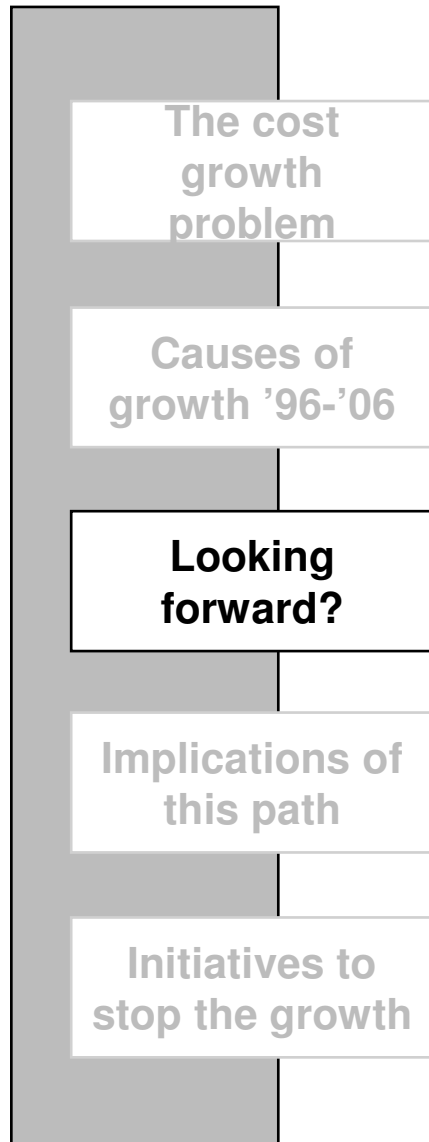 The cost
growth
problem
Causes of
growth ’96-’06
Looking
forward?
Implications of
this path
Initiatives to
stop the growth